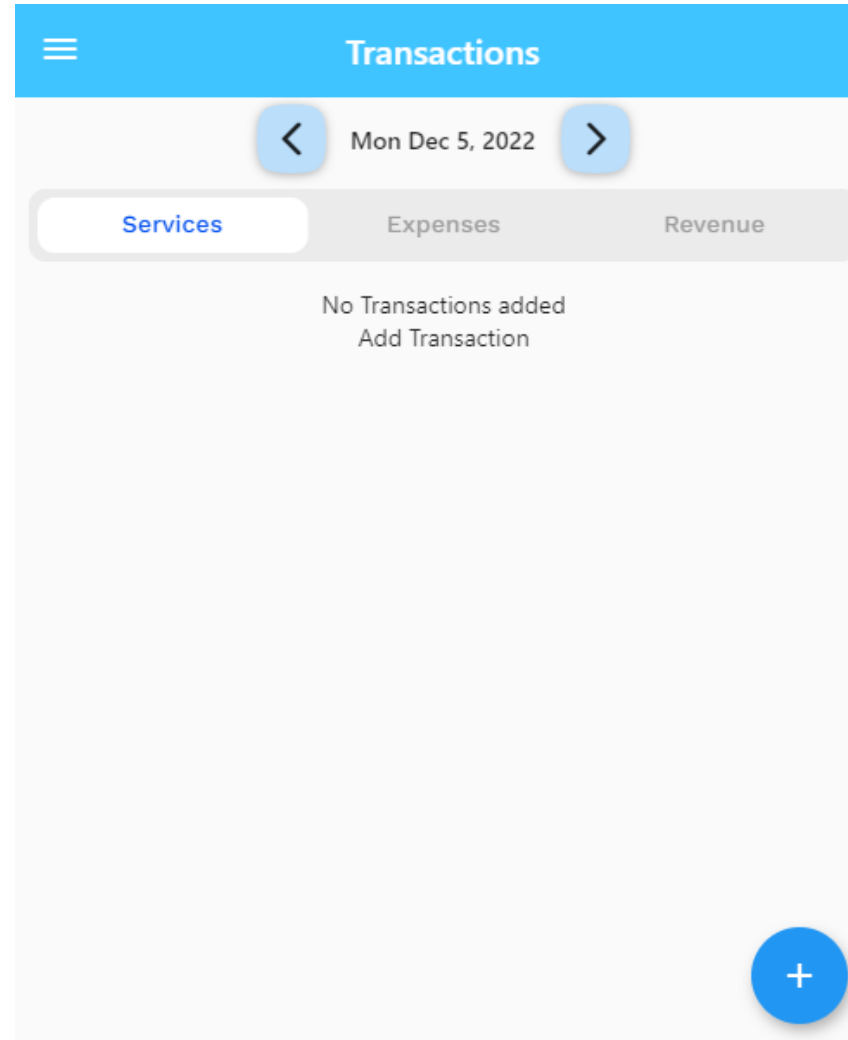 Transactions
Mon Dec 5, 2022
Services Expenses Revenue
No Transactions added
Add Transaction
+